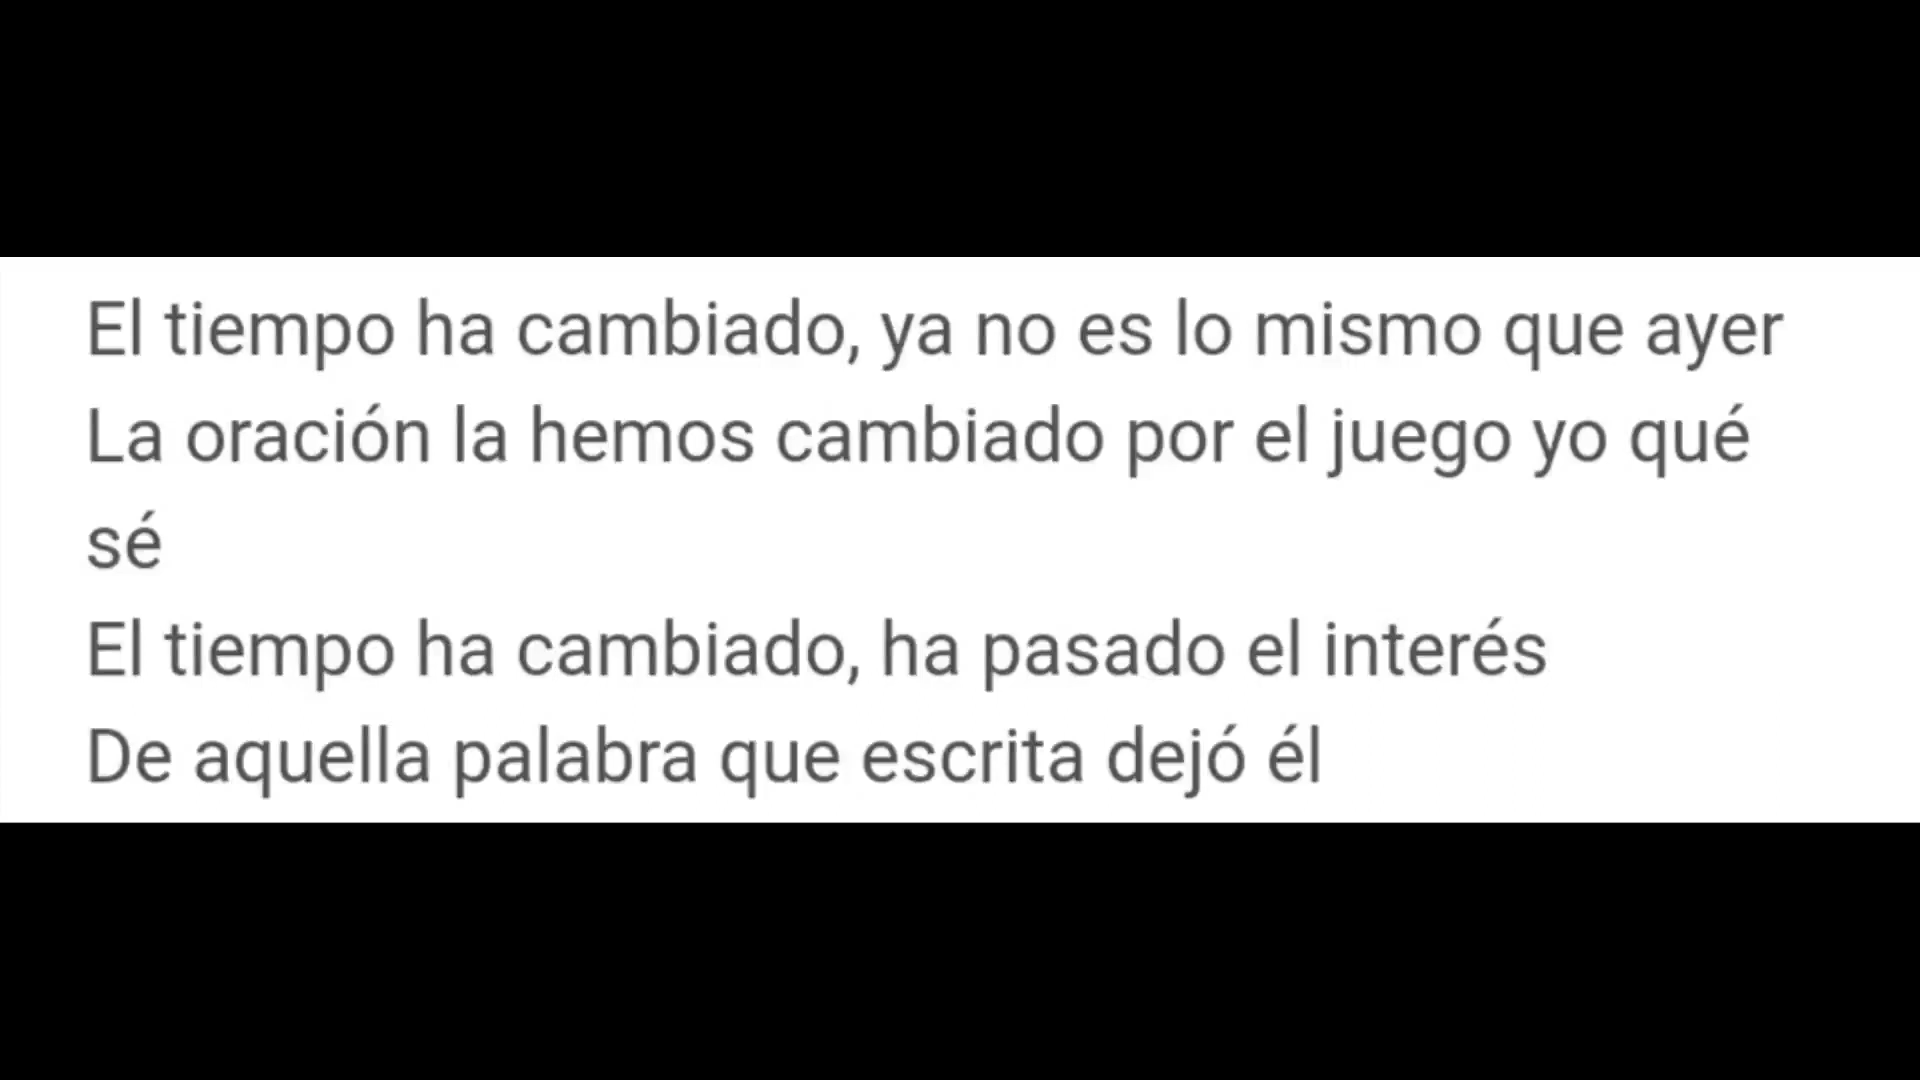 El tiempo ha cambiado, ya no es lo mismo que ayer
La oración la hemos cambiado por el juego yo qué
sé
El tiempo ha cambiado, ha pasado el interés
De aquella palabra que escrita dejó él